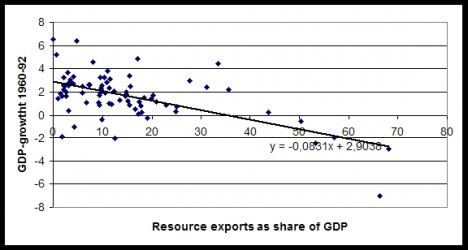 8
6
4
2
0
-2
-4
-6
-8
0 10 20 30 40 50 60 70 80
y = -0,0831x + 2,9038
GDP-growtht 1960-92
Resource exports as share of GDP